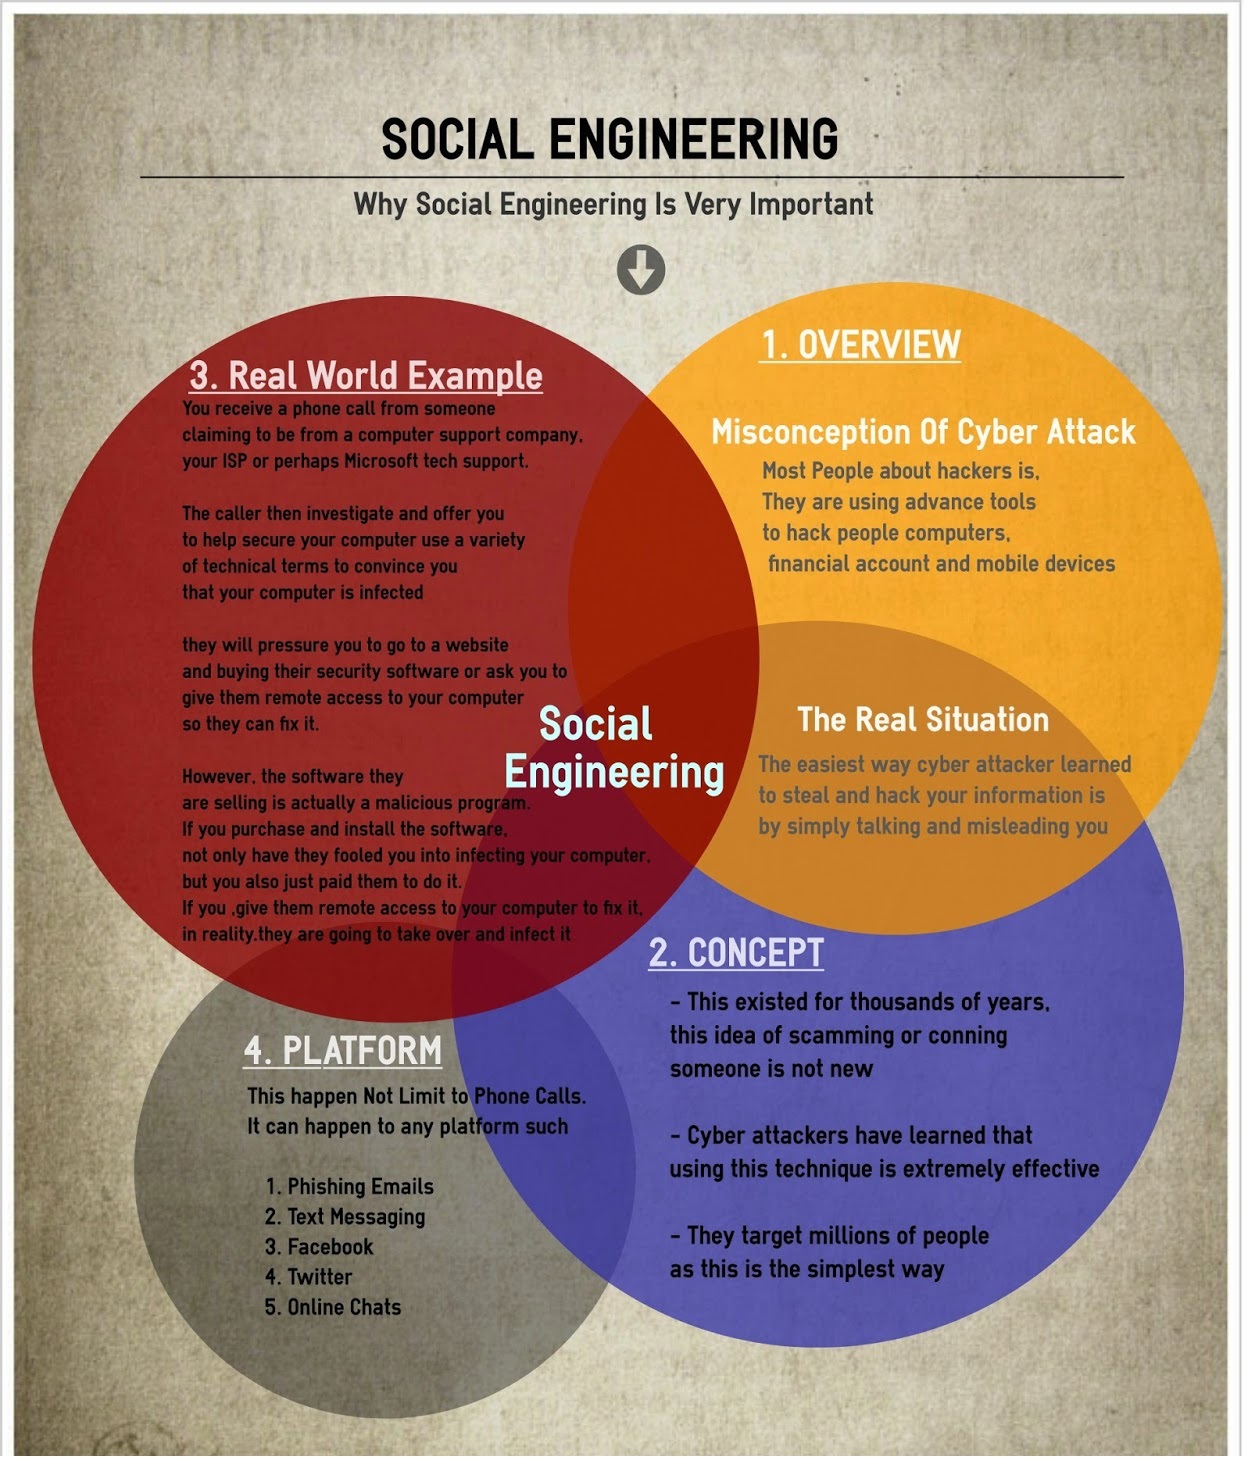 SOCIAL ENGINEERING
Why Social Engineering Is Very Important
1. OVERVIEW
Misconception Of Cyber Attack
Most People about hackers is,
They are using advance tools
to hack people computers,
financial account and mobile devices
The Real Situation
The easiest way cyber attacker learned
to steal and hack your information is
by simply talking and misleading you
2. CONCEPT
- This existed for thousands of years,
this idea of scamming or conning
someone is not new
- Cyber attackers have learned that
using this technique is extremely effective
- They target millions of people
as this is the simplest way
3. Real World Example
You receive a phone call from someone
claiming to be from a computer support company,
your ISP or perhaps Microsoft tech support.
The caller then investigate and offer you
to help secure your computer use a variety
of technical terms to convince you
that your computer is infected
they will pressure you to go to a website
and buying their security software or ask you to
give them remote access to your computer
so they can fix it.
However, the software they
are selling is actually a malicious program.
If you purchase and install the software,
not only have they fooled you into infecting your computer,
but you also just paid them to do it.
If you ,give them remote access to your computer to fix it,
in reality.they are going to take over and infect it
Social
Engineering
4. PLATFORM
This happen Not Limit to Phone Calls.
It can happen to any platform such
1. Phishing Emails
2. Text Messaging
3. Facebook
4. Twitter
5. Online Chats